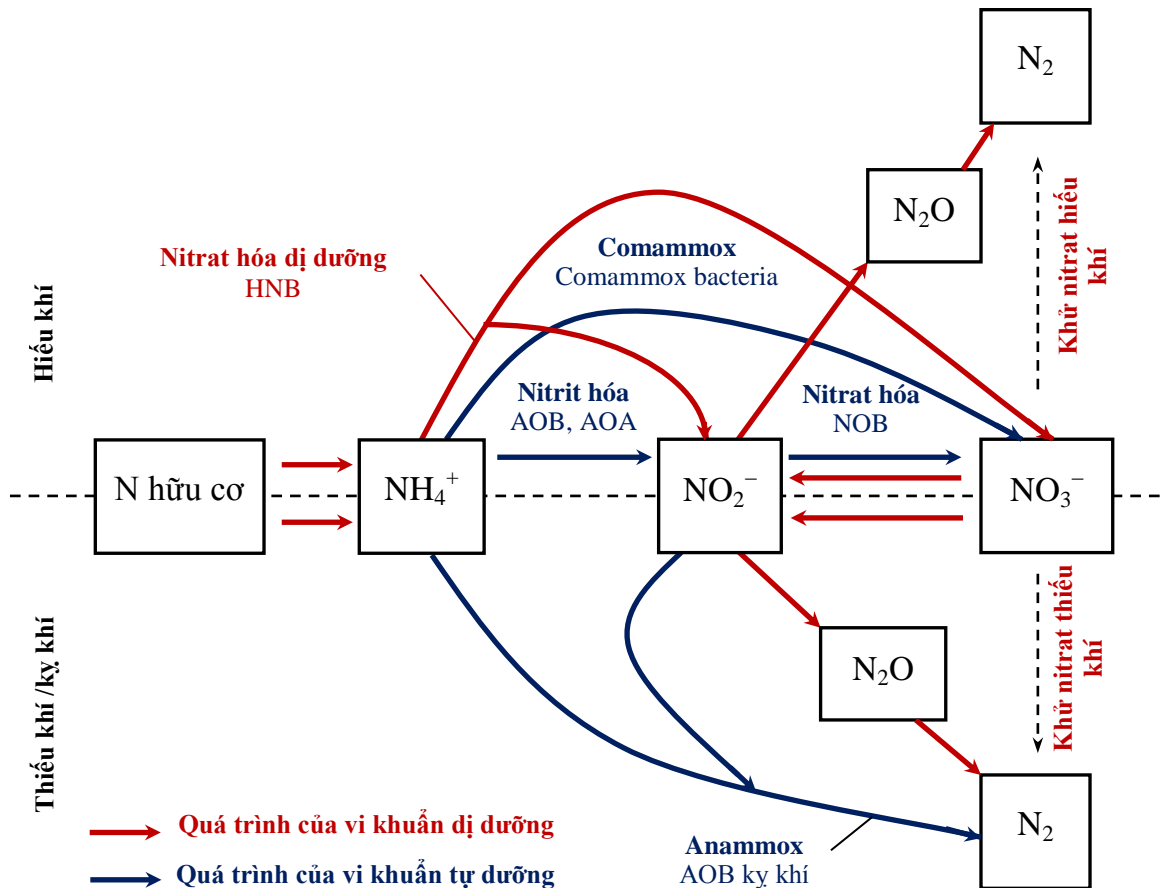 N₂
N₂O
Khử nitrat hiếu
khí
Hiếu khí
Nitrat hóa dị dưỡng
HNB
Comammox
Comammox bacteria
Nitrit hóa
AOB, AOA
Nitrat hóa
NOB
N hữu cơ
NH₄⁺
NO₂⁻
NO₃⁻
Thiếu khí /kỵ khí
N₂O
Khử nitrat thiếu
khí
N₂
Quá trình của vi khuẩn dị dưỡng
Quá trình của vi khuẩn tự dưỡng
Anammox
AOB kỵ khí